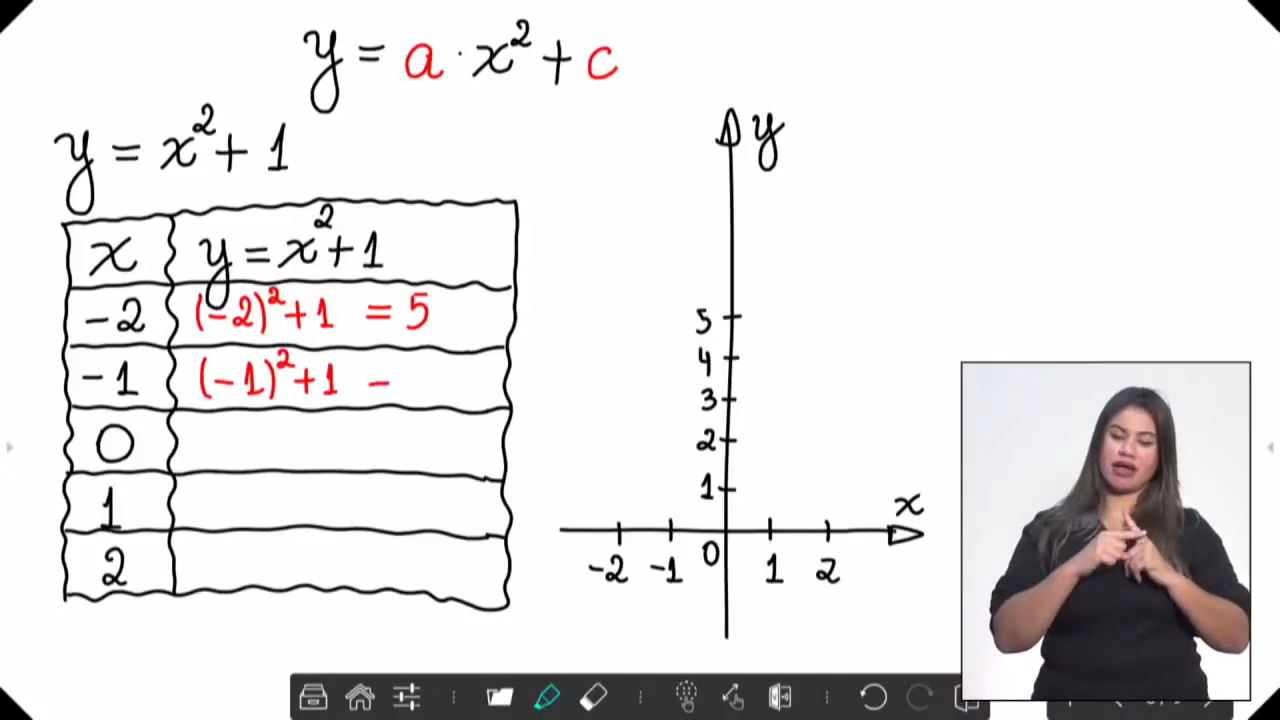 y = a · x² + c
y = x² + 1
x y = x² + 1
-2 (-2)² + 1 = 5
-1 (-1)² + 1 -
0
1
2
y
5
4
3
2
1
x
-2 -1 0 1 2